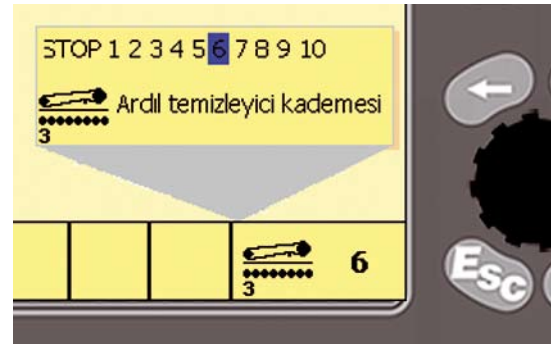 STOP 1 2 3 4 5 6 7 8 9 10
Ardıl temizleyici kademesi
3
6
3
Esc